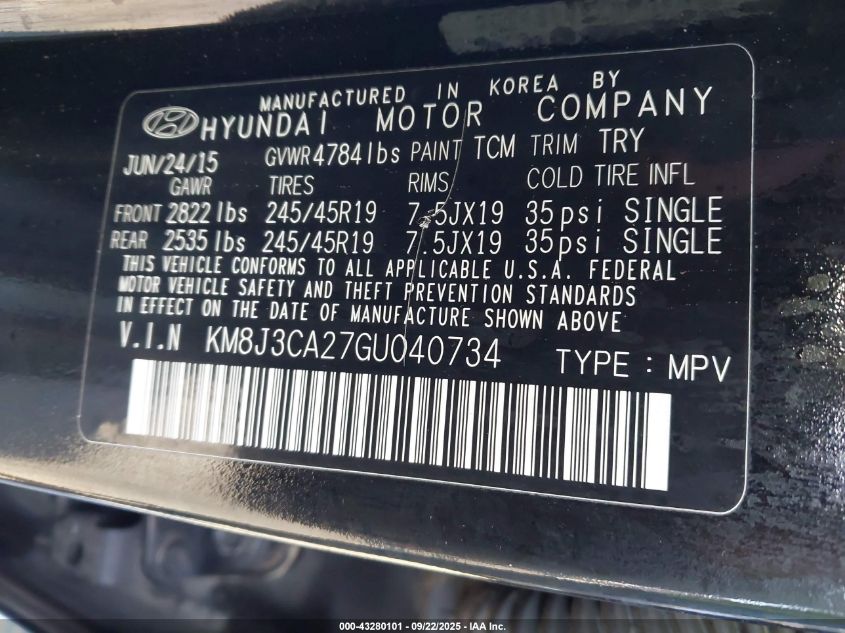 MANUFACTURED IN KOREA BY
HYUNDAI MOTOR COMPANY
JUN/24/15 GVWR4784lbs PAINT TCM TRIM TRY
GAWR TIRES RIMS COLD TIRE INFL
FRONT 2822 lbs 245/45R19 7.5JX19 35psi SINGLE
REAR 2535 lbs 245/45R19 7.5JX19 35psi SINGLE
THIS VEHICLE CONFORMS TO ALL APPLICABLE U.S.A. FEDERAL
MOTOR VEHICLE SAFETY AND THEFT PREVENTION STANDARDS
IN EFFECT ON THE DATE OF MANUFACTURE SHOWN ABOVE
V.I.N KM8J3CA27GU040734 TYPE : MPV
000-43280101 - 09/22/2025 - IAA Inc.